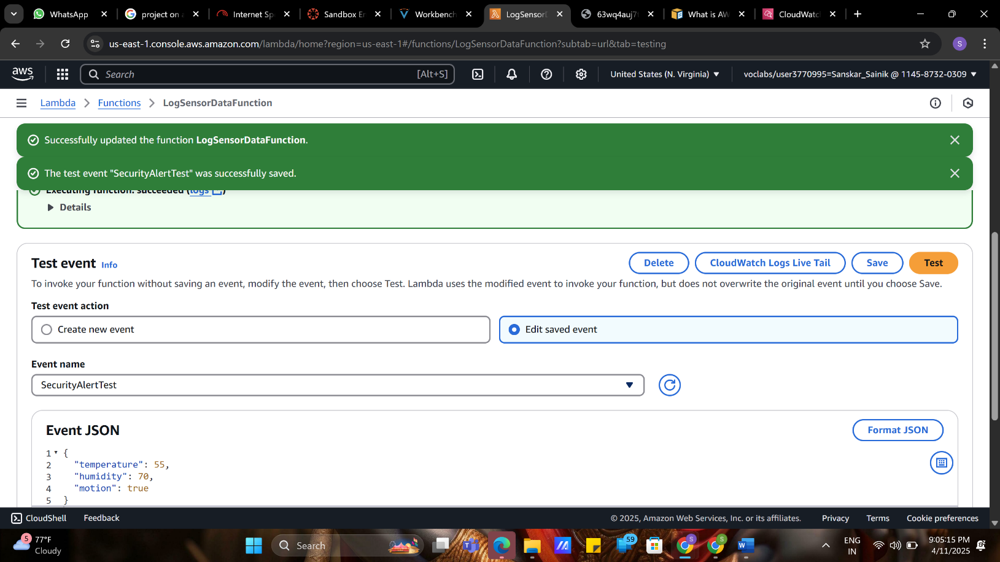 WhatsApp
project on a
Internet Sp
Sandbox En
Workbench
LogSensorD
63wq4auj7
What is AW
CloudWatc
us-east-1.console.aws.amazon.com/lambda/home?region=us-east-1#/functions/LogSensorDataFunction?subtab=url&tab=testing
S
aws
Search
[Alt+S]
United States (N. Virginia)
voclabs/user3770995=Sanskar_Sainik @ 1145-8732-0309
Lambda
Functions
LogSensorDataFunction
Successfully updated the function LogSensorDataFunction.
The test event "SecurityAlertTest" was successfully saved.
Executing function: succeeded (logs)
Details
Test event Info
Delete
CloudWatch Logs Live Tail
Save
Test
To invoke your function without saving an event, modify the event, then choose Test. Lambda uses the modified event to invoke your function, but does not overwrite the original event until you choose Save.
Test event action
Create new event
Edit saved event
Event name
SecurityAlertTest
Event JSON
Format JSON
1 {
2 "temperature": 55,
3 "humidity": 70,
4 "motion": true
5 }
CloudShell
Feedback
© 2025, Amazon Web Services, Inc. or its affiliates.
Privacy
Terms
Cookie preferences
5
77°F
Cloudy
Search
59
S
S
ENG
IN
9:05:15 PM
4/11/2025